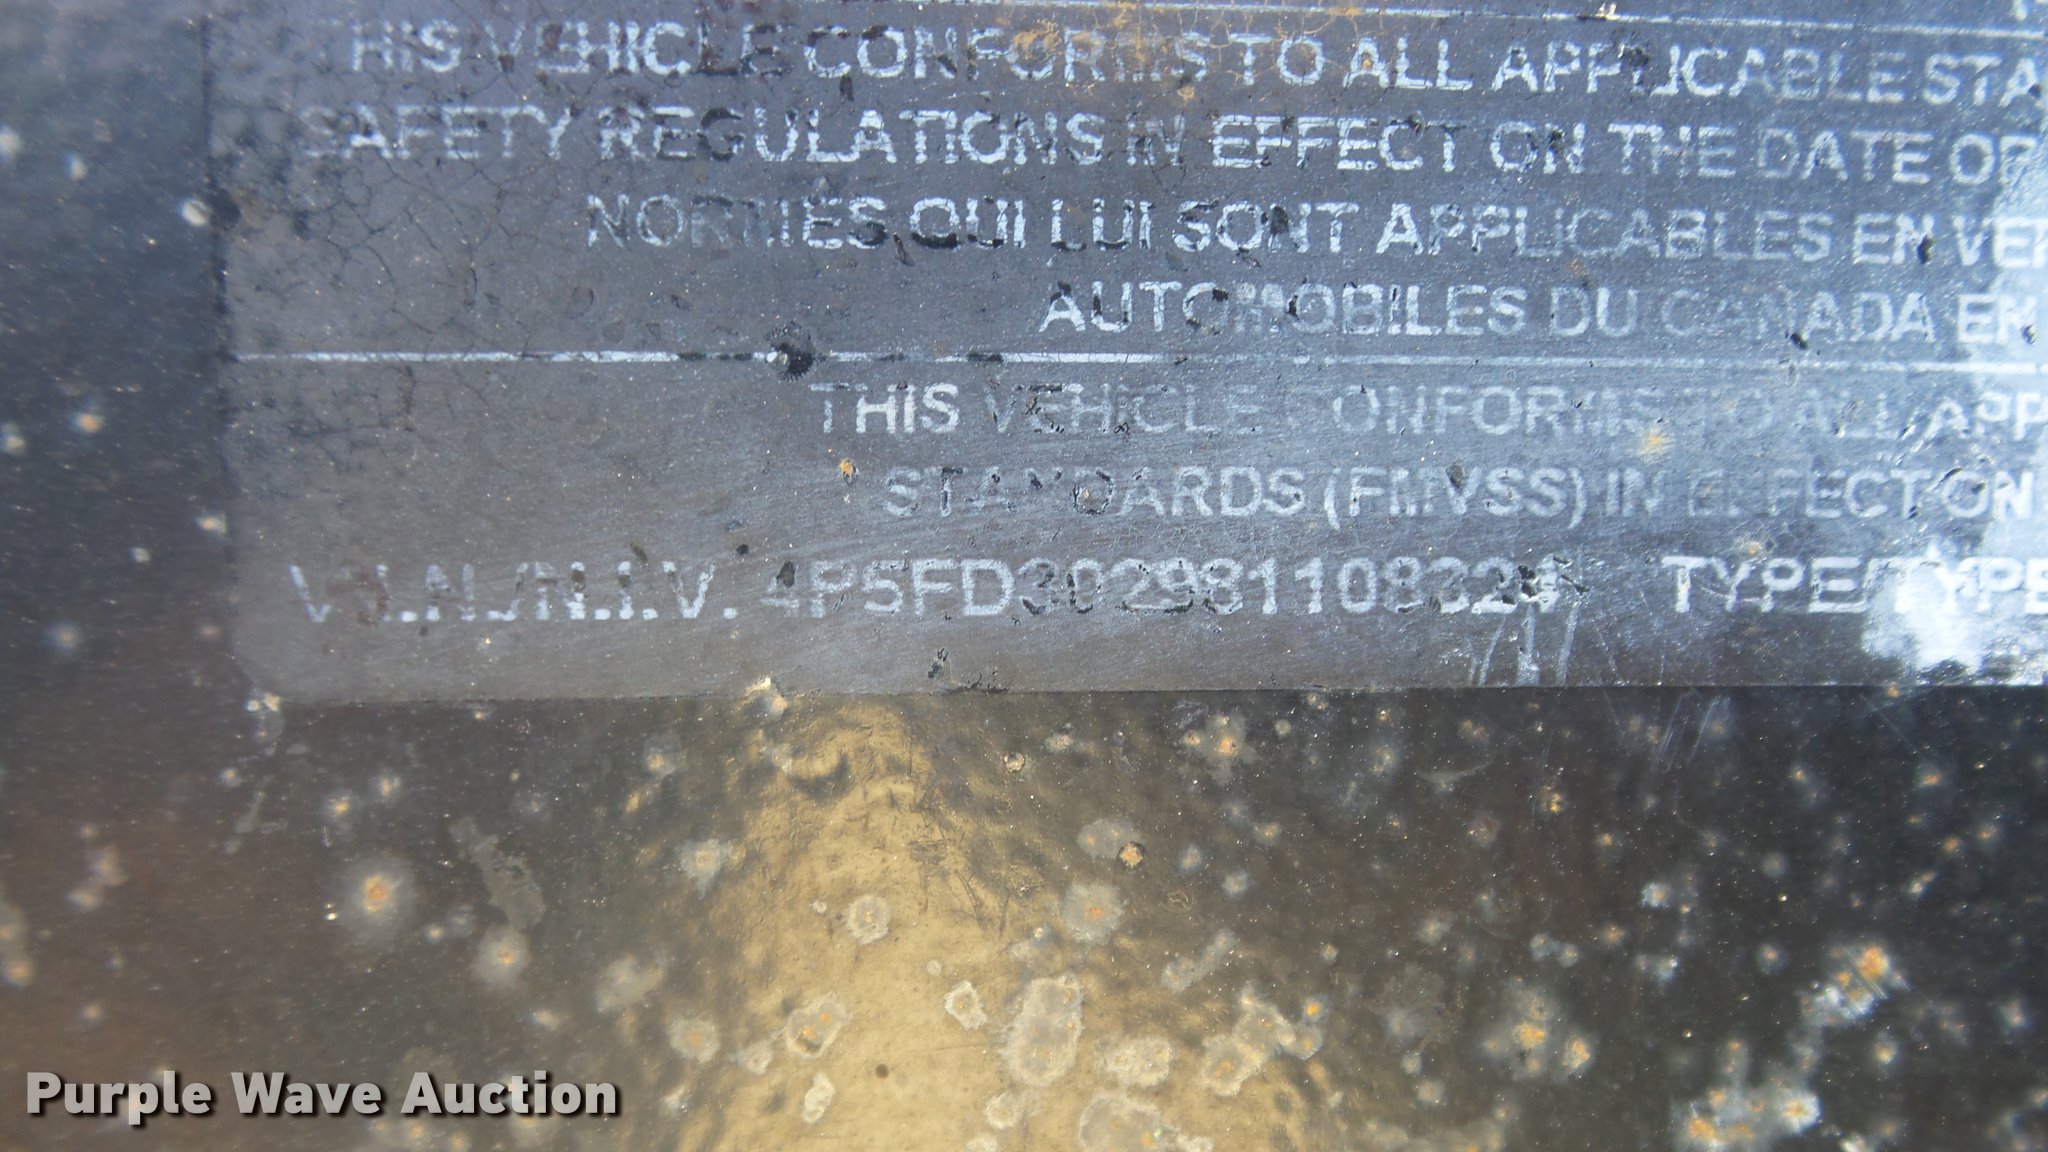 THIS VEHICLE CONFORMS TO ALL APPLICABLE STA
SAFETY REGULATIONS IN EFFECT ON THE DATE OF
NORMES QUI LUI SONT APPLICABLES EN VER
AUTOMOBILES DU CANADA EN
THIS VEHICLE CONFORMS TO ALL APP
STANDARDS (FMVSS) IN EFFECT ON
V.I.N./N.I.V. 4P5FD302981108324 TYPE/TYPE
Purple Wave Auction